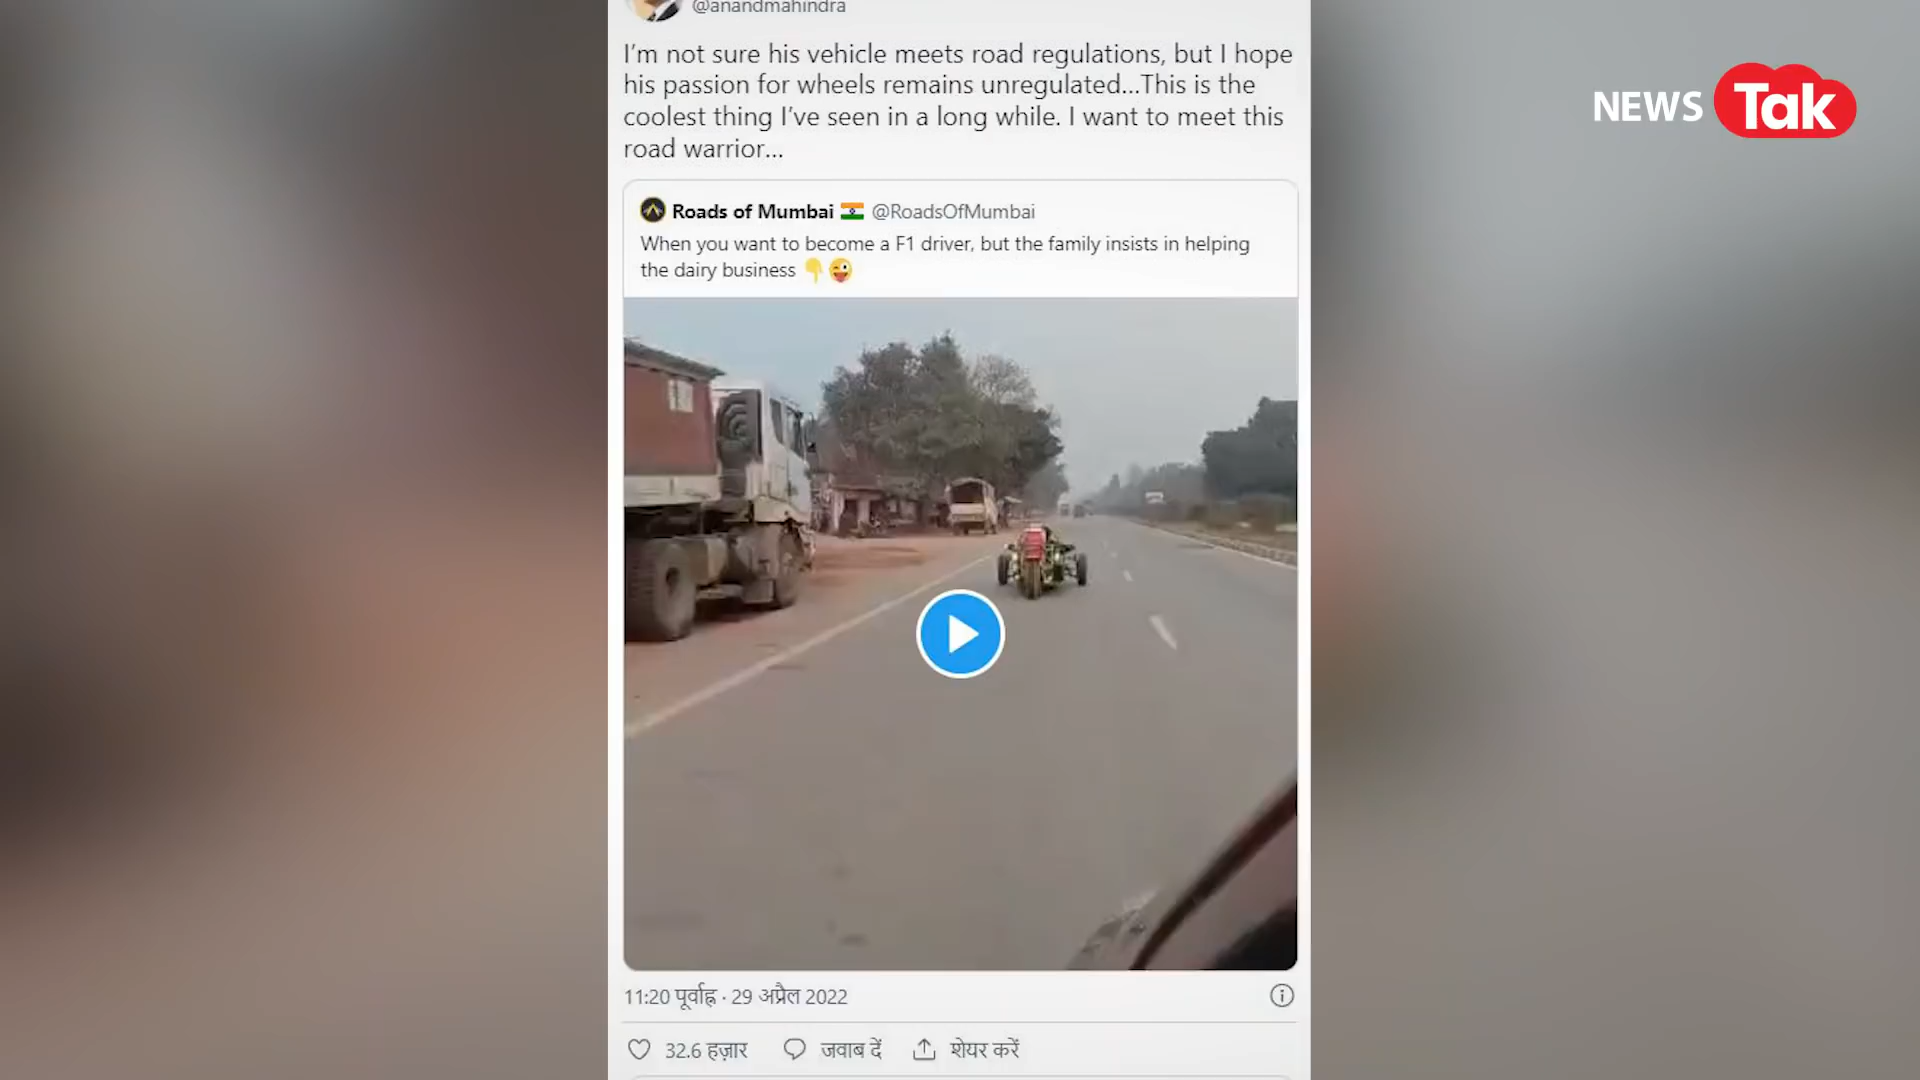 @anandmahindra
I'm not sure his vehicle meets road regulations, but I hope
his passion for wheels remains unregulated...This is the
coolest thing I've seen in a long while. I want to meet this
road warrior...
NEWS Tak
Roads of Mumbai 🇮🇳 @RoadsOfMumbai
When you want to become a F1 driver, but the family insists in helping
the dairy business 👇😜
11:20 पूर्वाह्न · 29 अप्रैल 2022
32.6 हज़ार जवाब दें शेयर करें